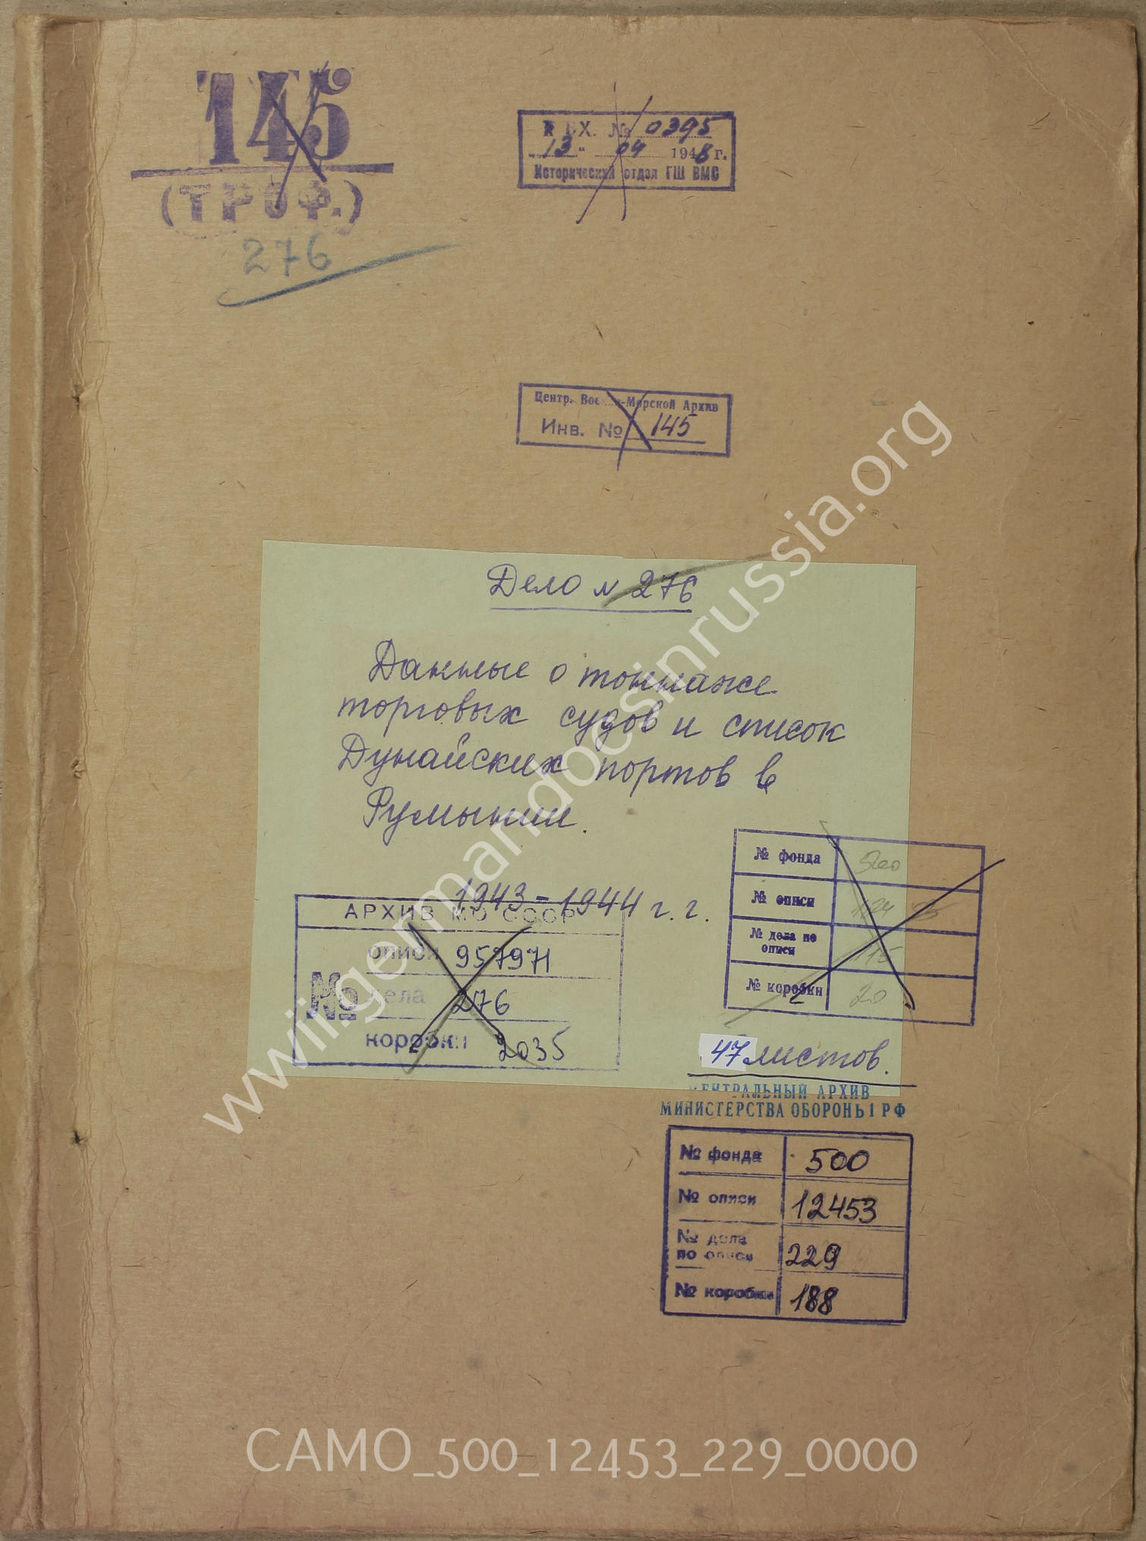 145
(ТРОФ.)
276
ВХ. № 0395
13 " 04 1948 г.
Исторический отдел ГШ ВМС
Центр. Военно-Морской Архив
Инв. № 145
Дело № 276
Данные о тоннаже
торговых судов и список
Дунайских портов в
Румынии.
1943-1944 г.г.
АРХИВ МО СССР
№
описи 957971
дела 276
коробки 2035
№ фонда 500
№ описи
№ дела по
описи
№ коробки 20
47 листов.
ЦЕНТРАЛЬНЫЙ АРХИВ
МИНИСТЕРСТВА ОБОРОНЫ РФ
№ фонда 500
№ описи 12453
№ дела
по описи 229
№ коробки 188
www.germandocsinrussia.org
CAMO_500_12453_229_0000